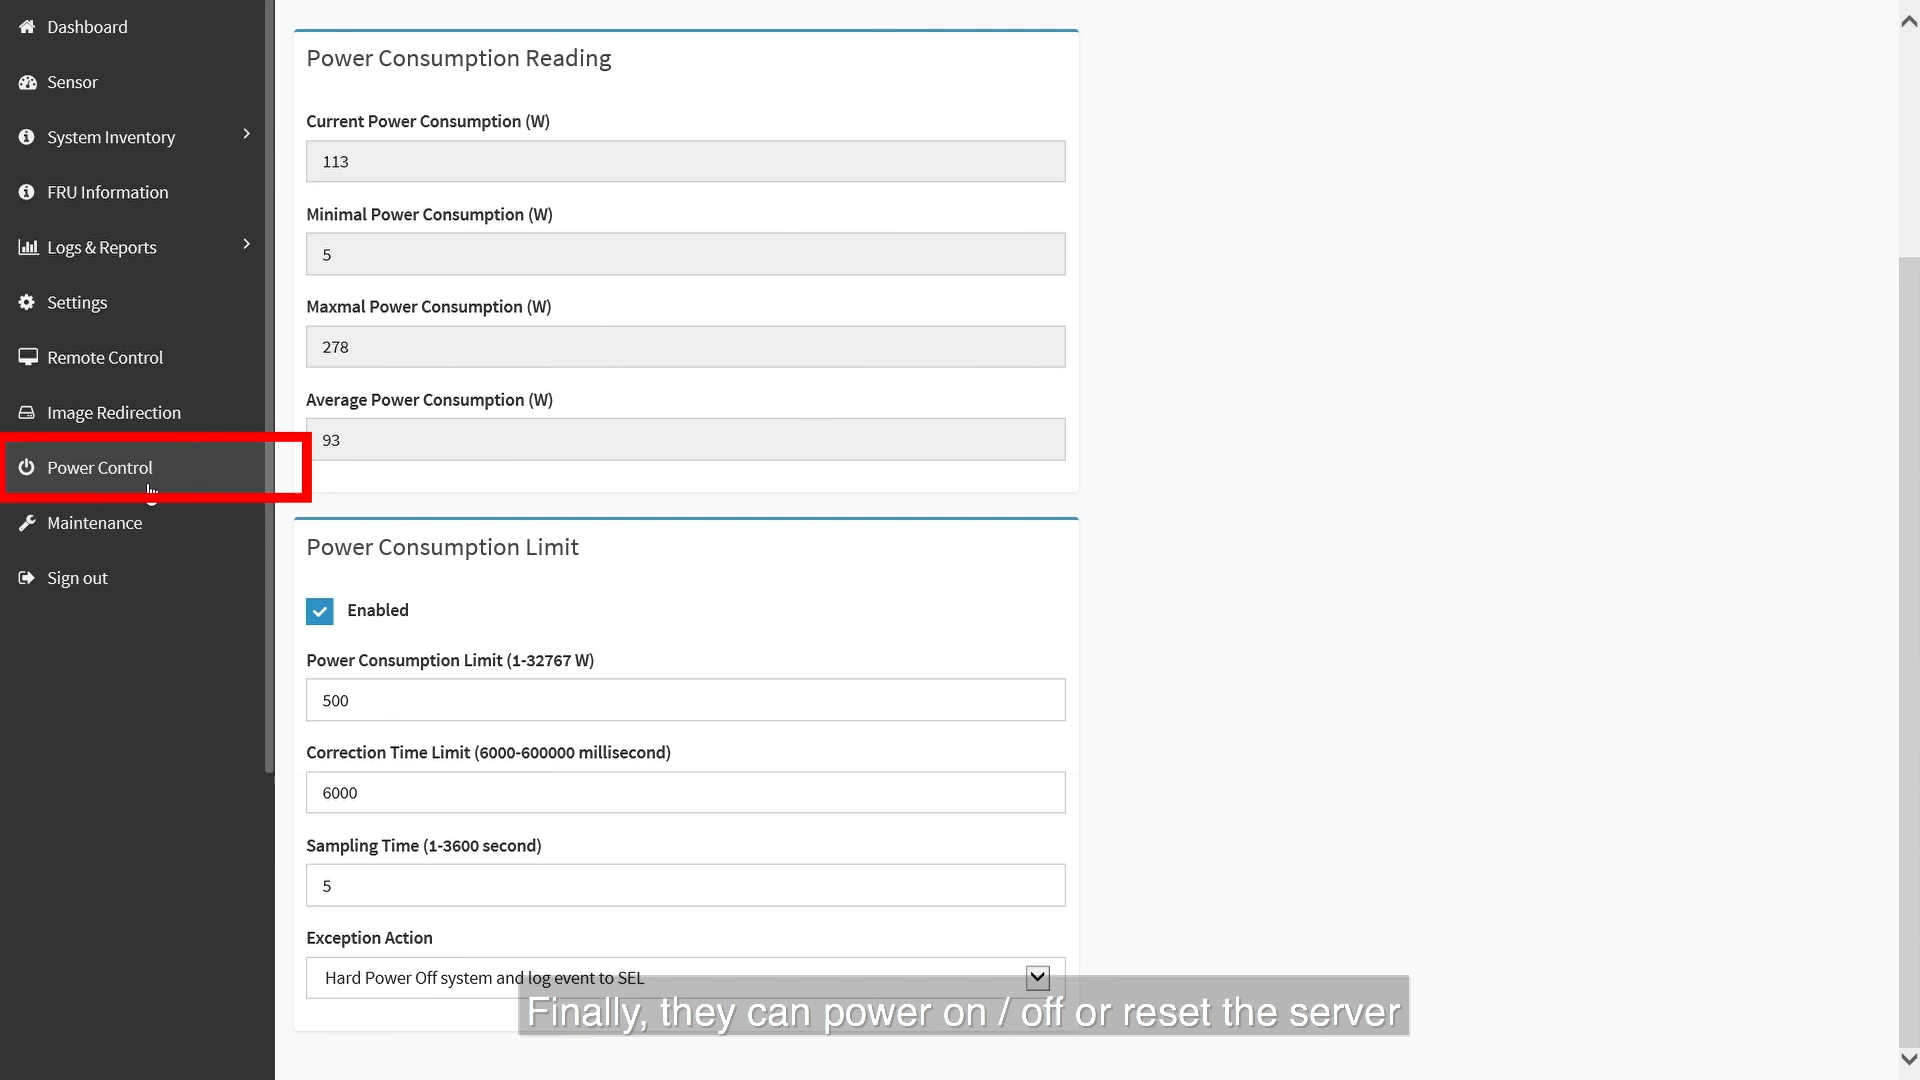 Dashboard
Sensor
System Inventory
FRU Information
Logs & Reports
Settings
Remote Control
Image Redirection
Power Control
Maintenance
Sign out
Power Consumption Reading
Current Power Consumption (W)
113
Minimal Power Consumption (W)
5
Maxmal Power Consumption (W)
278
Average Power Consumption (W)
93
Power Consumption Limit
Enabled
Power Consumption Limit (1-32767 W)
500
Correction Time Limit (6000-600000 millisecond)
6000
Sampling Time (1-3600 second)
5
Exception Action
Hard Power Off system and log event to SEL
Finally, they can power on / off or reset the server